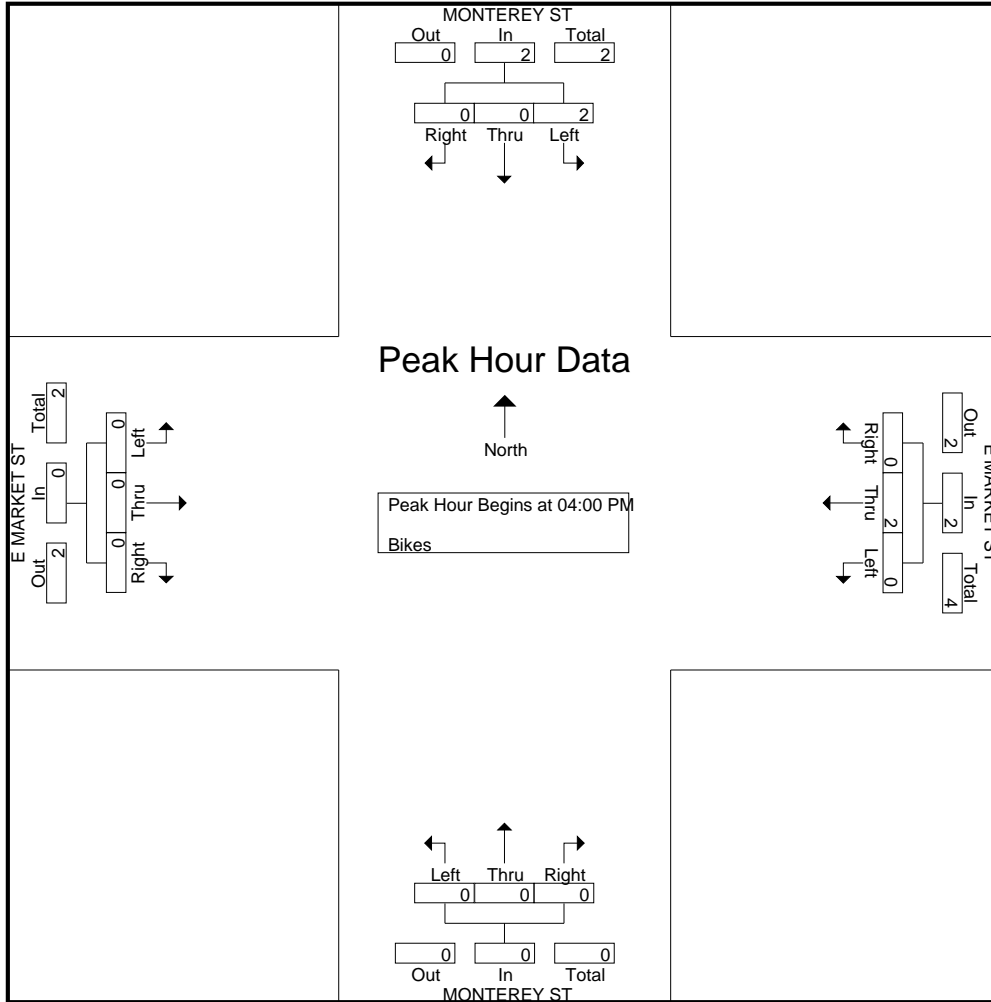 MONTEREY ST
Out In Total
0 2 2
0 0 2
Right Thru Left
Peak Hour Data
North
Peak Hour Begins at 04:00 PM
Bikes
E MARKET ST
Total In Out
2 0 2
0 0 0
Left Thru Right
E MARKET ST
Out In Total
2 2 4
0 2 0
Right Thru Left
Left Thru Right
0 0 0
0 0 0
Out In Total
MONTEREY ST